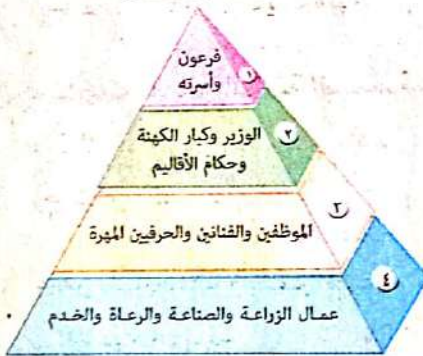 فرعون
وأسرته
١
الوزير وكبار الكهنة
وحكام الأقاليم
٢
الموظفين والفنانين والحرفيين المهرة
٣
عمال الزراعة والصناعة والرعاة والخدم
٤